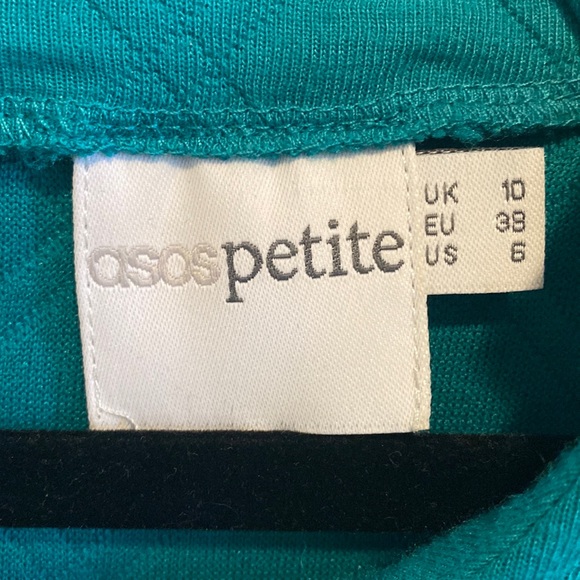 asospetite
UK 10
EU 38
US 6